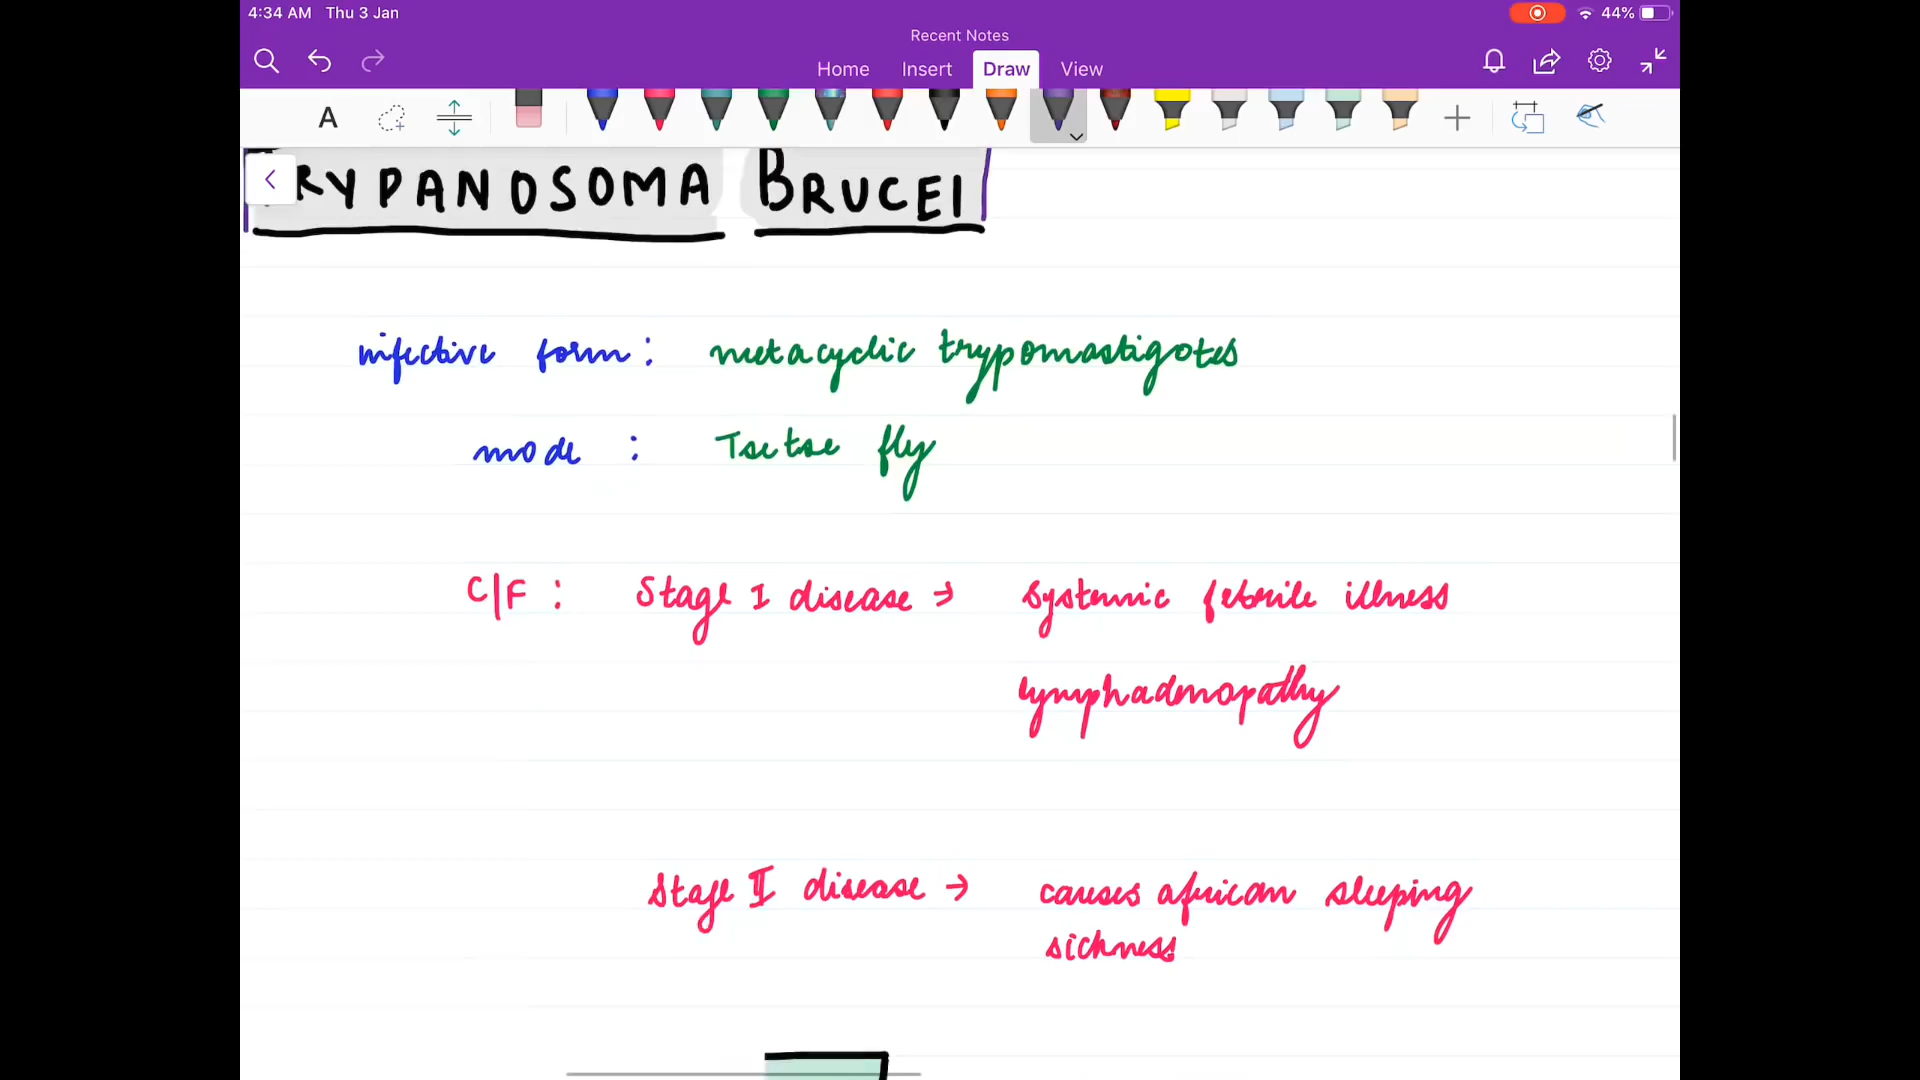 4:34 AM Thu 3 Jan
44%
Recent Notes
Home Insert Draw View
A
RYPANOSOMA BRUCEI
infective form : metacyclic trypomastigotes
mode : Tsetse fly
C/F : Stage I disease → systemic febrile illness
lymphadenopathy
Stage II disease → causes african sleeping
sickness.